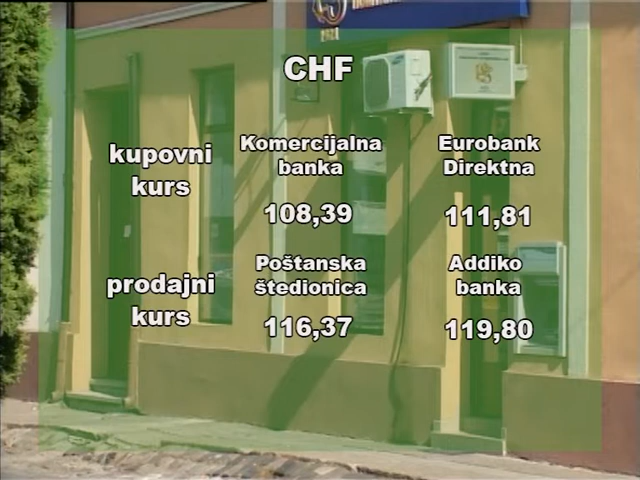 CHF
kupovni
kurs
Komercijalna
banka
108,39
Eurobank
Direktna
111,81
prodajni
kurs
Poštanska
štedionica
116,37
Addiko
banka
119,80